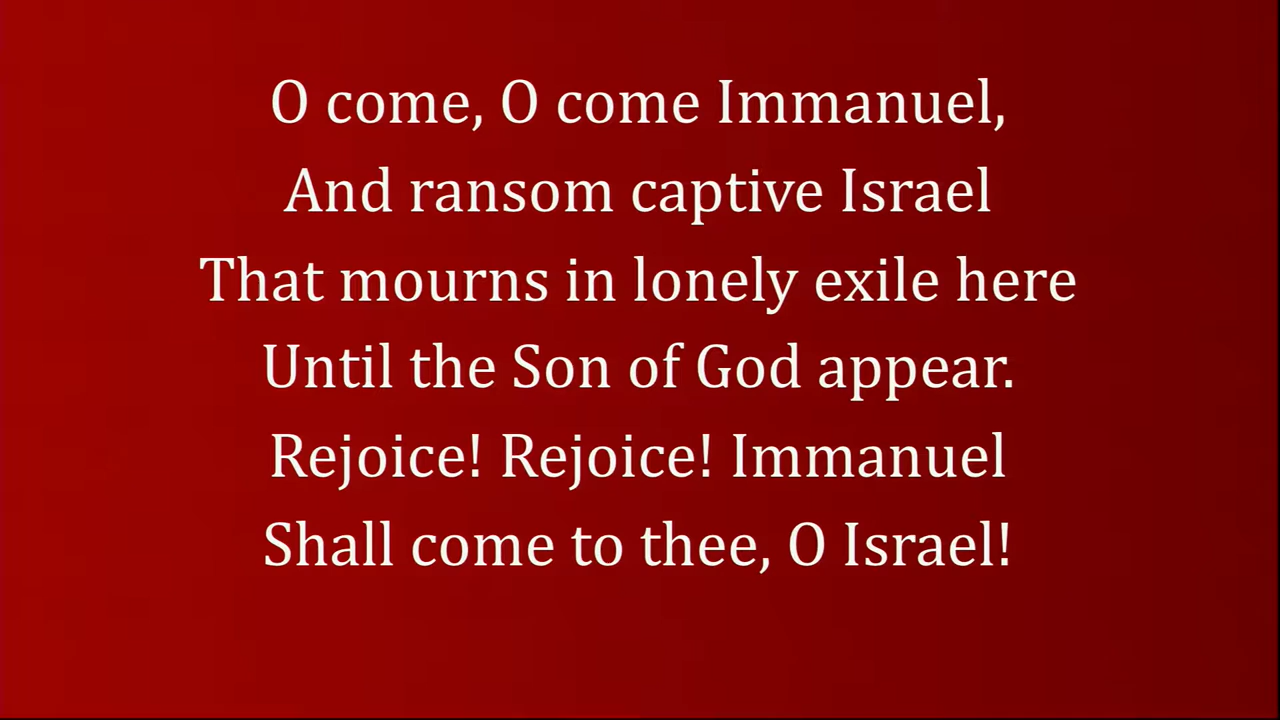 O come, O come Immanuel,
And ransom captive Israel
That mourns in lonely exile here
Until the Son of God appear.
Rejoice! Rejoice! Immanuel
Shall come to thee, O Israel!